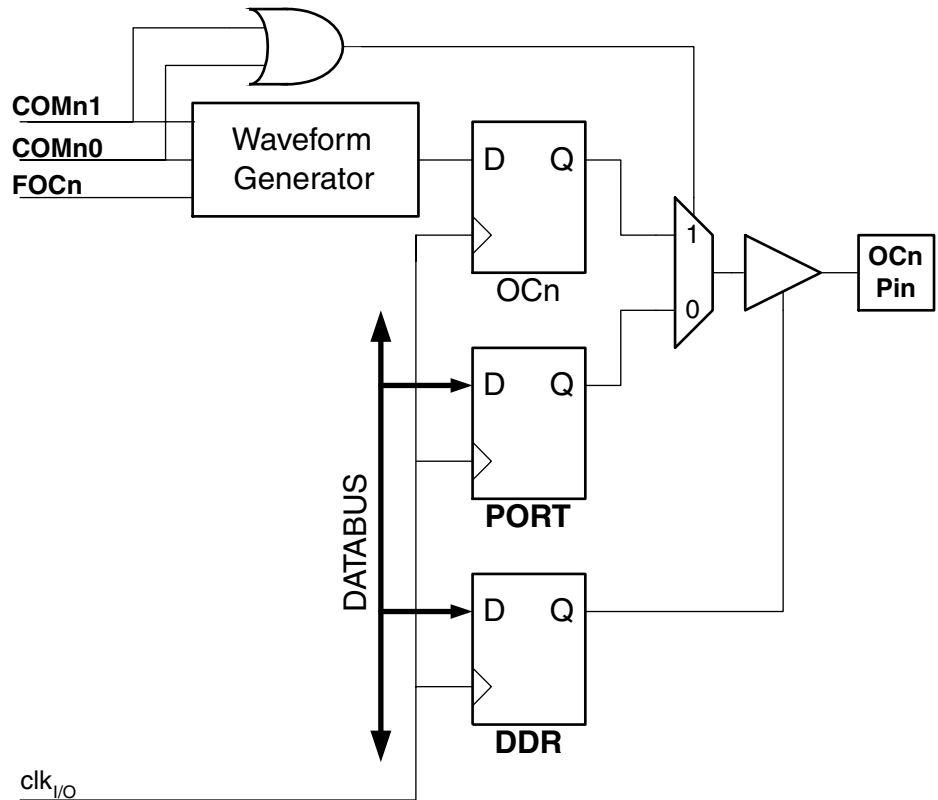 COMn1
COMn0
FOCn
Waveform
Generator
D Q
OCn
1
0
OCn
Pin
D Q
PORT
DATABUS
D Q
DDR
clkI/O